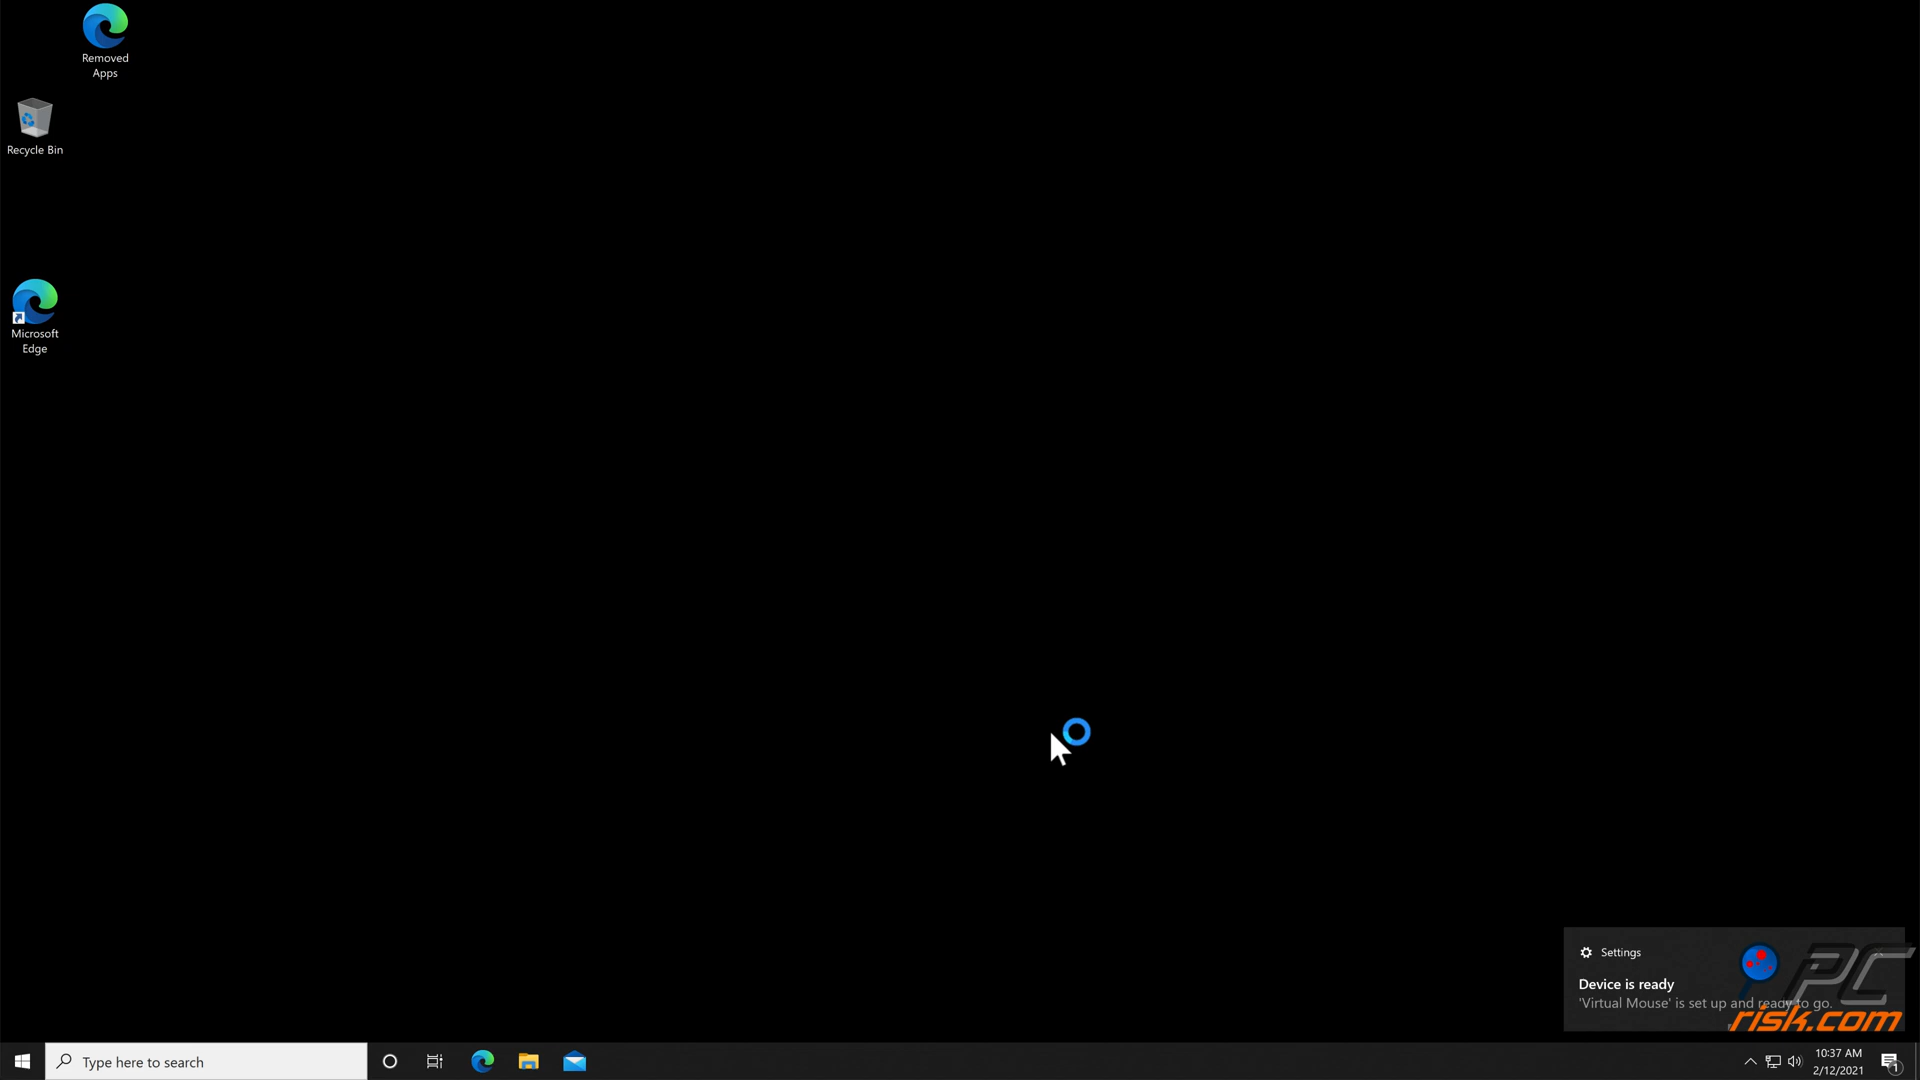 Removed
Apps
Recycle Bin
Microsoft
Edge
Settings
Device is ready
'Virtual Mouse' is set up and ready to go.
PC
risk.com
Type here to search
10:37 AM
2/12/2021
1